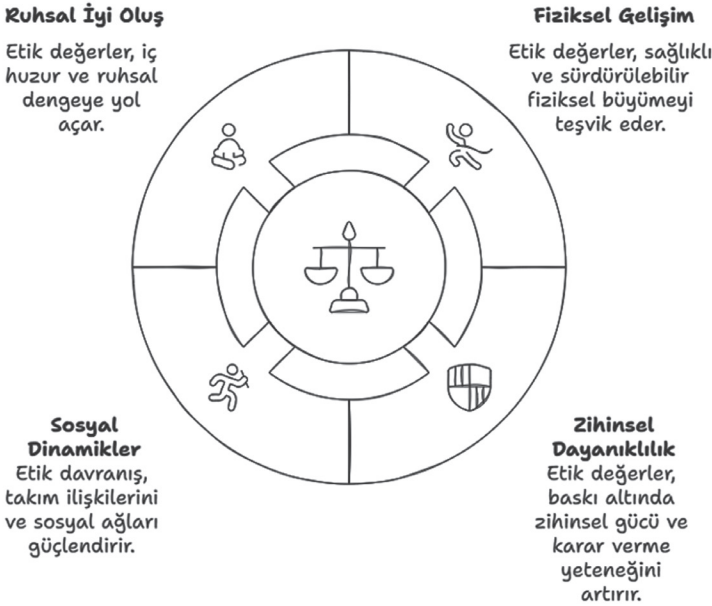 Ruhsal İyi Oluş
Etik değerler, iç
huzur ve ruhsal
dengeye yol
açar.
Fiziksel Gelişim
Etik değerler, sağlıklı
ve sürdürülebilir
fiziksel büyümeyi
teşvik eder.
Sosyal
Dinamikler
Etik davranış,
takım ilişkilerini
ve sosyal ağları
güçlendirir.
Zihinsel
Dayanıklılık
Etik değerler,
baskı altında
zihinsel gücü ve
karar verme
yeteneğini
artırır.